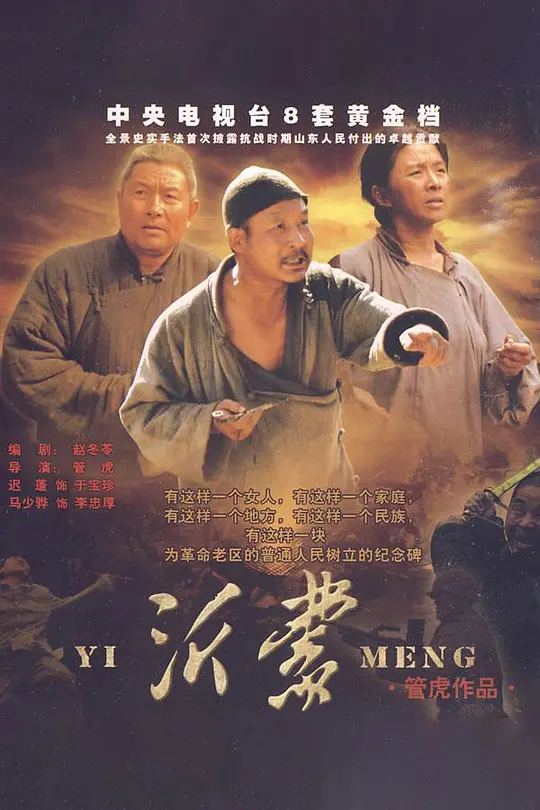 中央电视台8套黄金档
全景史实手法首次披露抗战时期山东人民付出的卓越贡献
编 剧：赵冬苓
导 演：管虎
迟 蓬 饰 于宝珍
马少骅 饰 李忠厚
有这样一个女人，有这样一个家庭，
有这样一个地方，有这样一个民族，
有这样一块
为革命老区的普通人民树立的纪念碑
YI 沂蒙 MENG
·管虎作品·